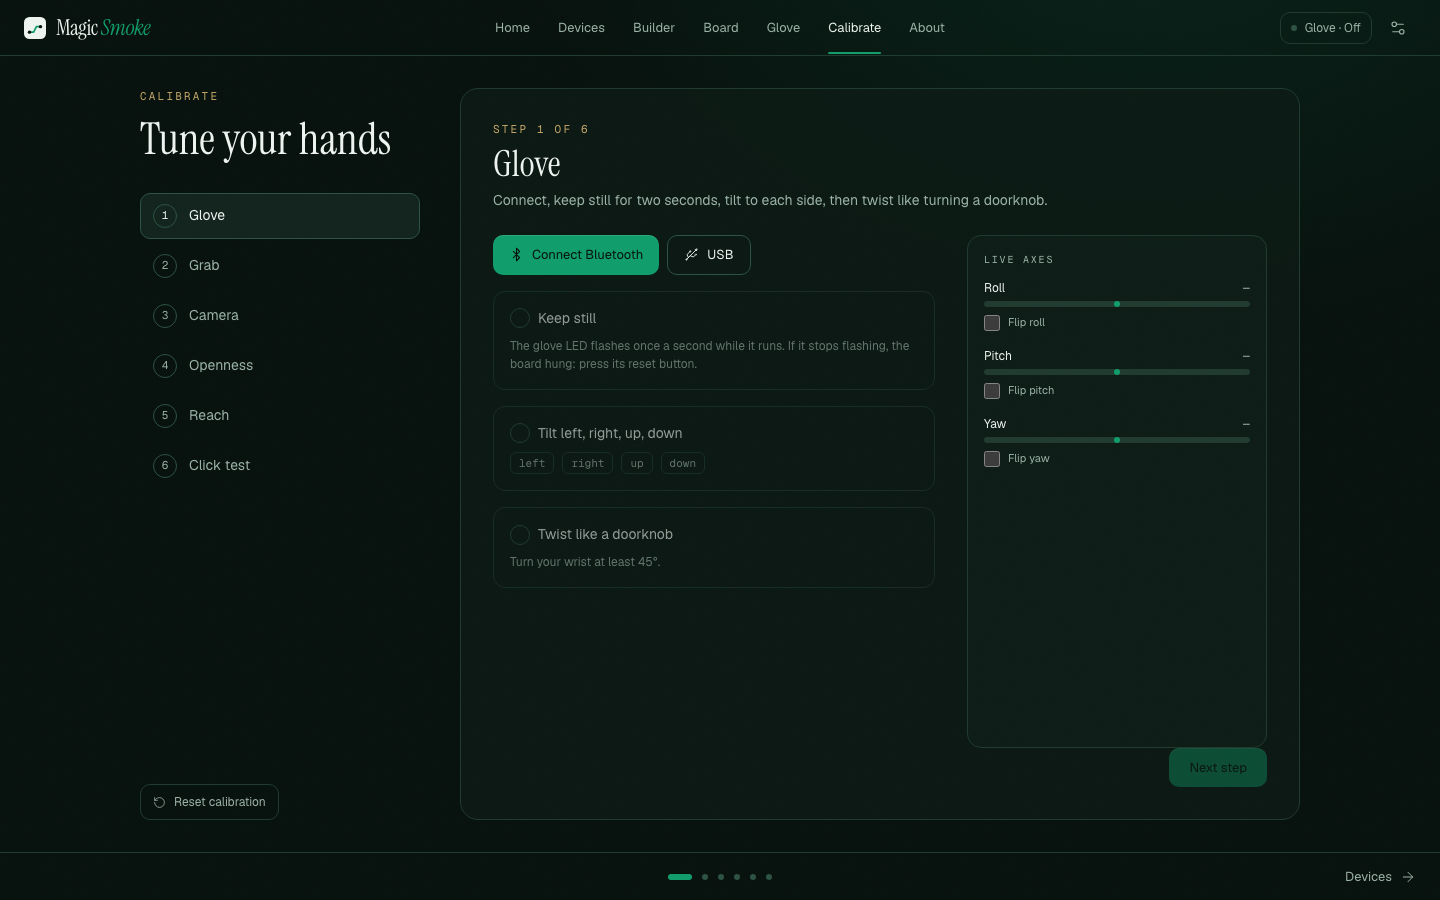 Magic Smoke
Home
Devices
Builder
Board
Glove
Calibrate
About
Glove · Off
CALIBRATE
Tune your hands
1 Glove
2 Grab
3 Camera
4 Openness
5 Reach
6 Click test
Reset calibration
STEP 1 OF 6
Glove
Connect, keep still for two seconds, tilt to each side, then twist like turning a doorknob.
Connect Bluetooth
USB
Keep still
The glove LED flashes once a second while it runs. If it stops flashing, the
board hung: press its reset button.
Tilt left, right, up, down
left
right
up
down
Twist like a doorknob
Turn your wrist at least 45°.
LIVE AXES
Roll –
Flip roll
Pitch –
Flip pitch
Yaw –
Flip yaw
Next step
Devices